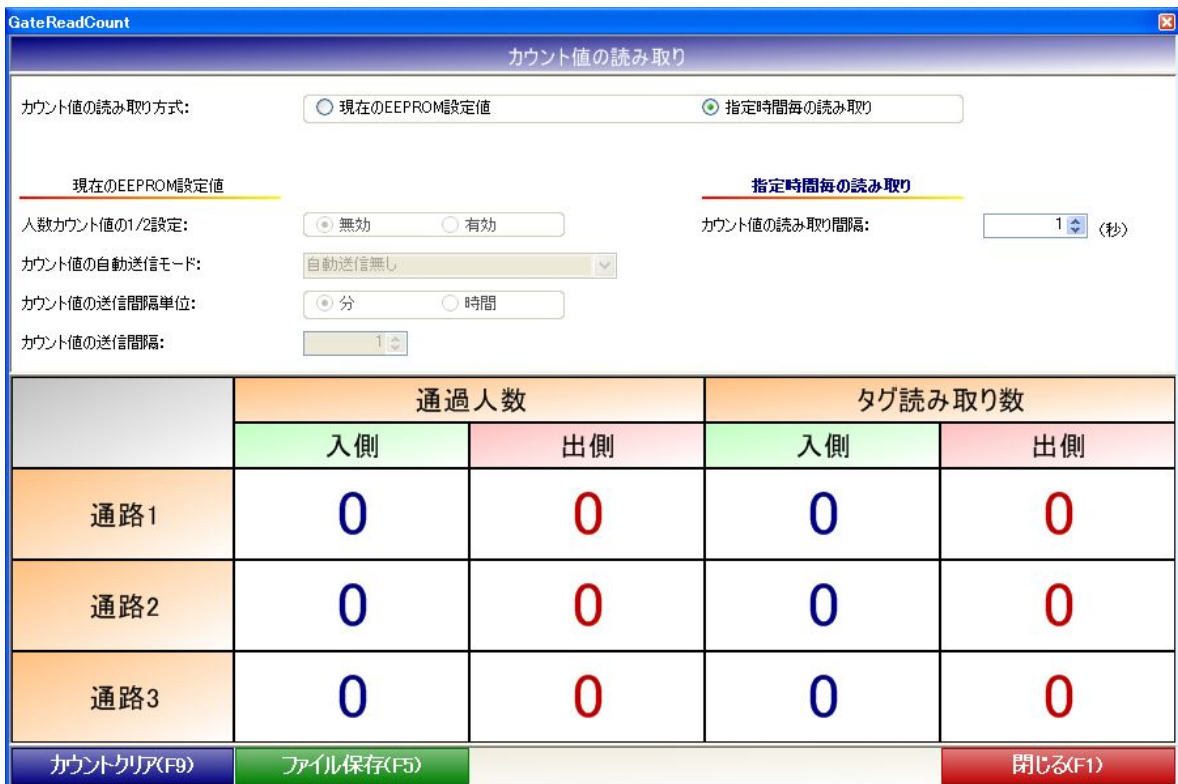 GateReadCount
カウント値の読み取り
カウント値の読み取り方式: 現在のEEPROM設定値 指定時間毎の読み取り
現在のEEPROM設定値 指定時間毎の読み取り
人数カウント値の1/2設定: 無効 有効 カウント値の読み取り間隔: 1 (秒)
カウント値の自動送信モード: 自動送信無し
カウント値の送信間隔単位: 分 時間
カウント値の送信間隔: 1
通過人数 タグ読み取り数
入側 出側 入側 出側
通路1 0 0 0 0
通路2 0 0 0 0
通路3 0 0 0 0
カウントクリア(F9) ファイル保存(F5) 閉じる(F1)